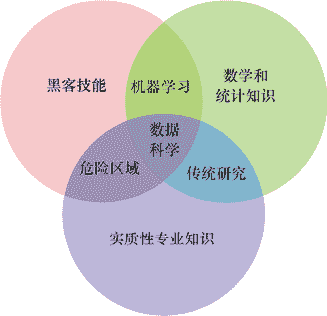 黑客技能
机器学习
数学和
统计知识
数据
科学
危险区域
传统研究
实质性专业知识